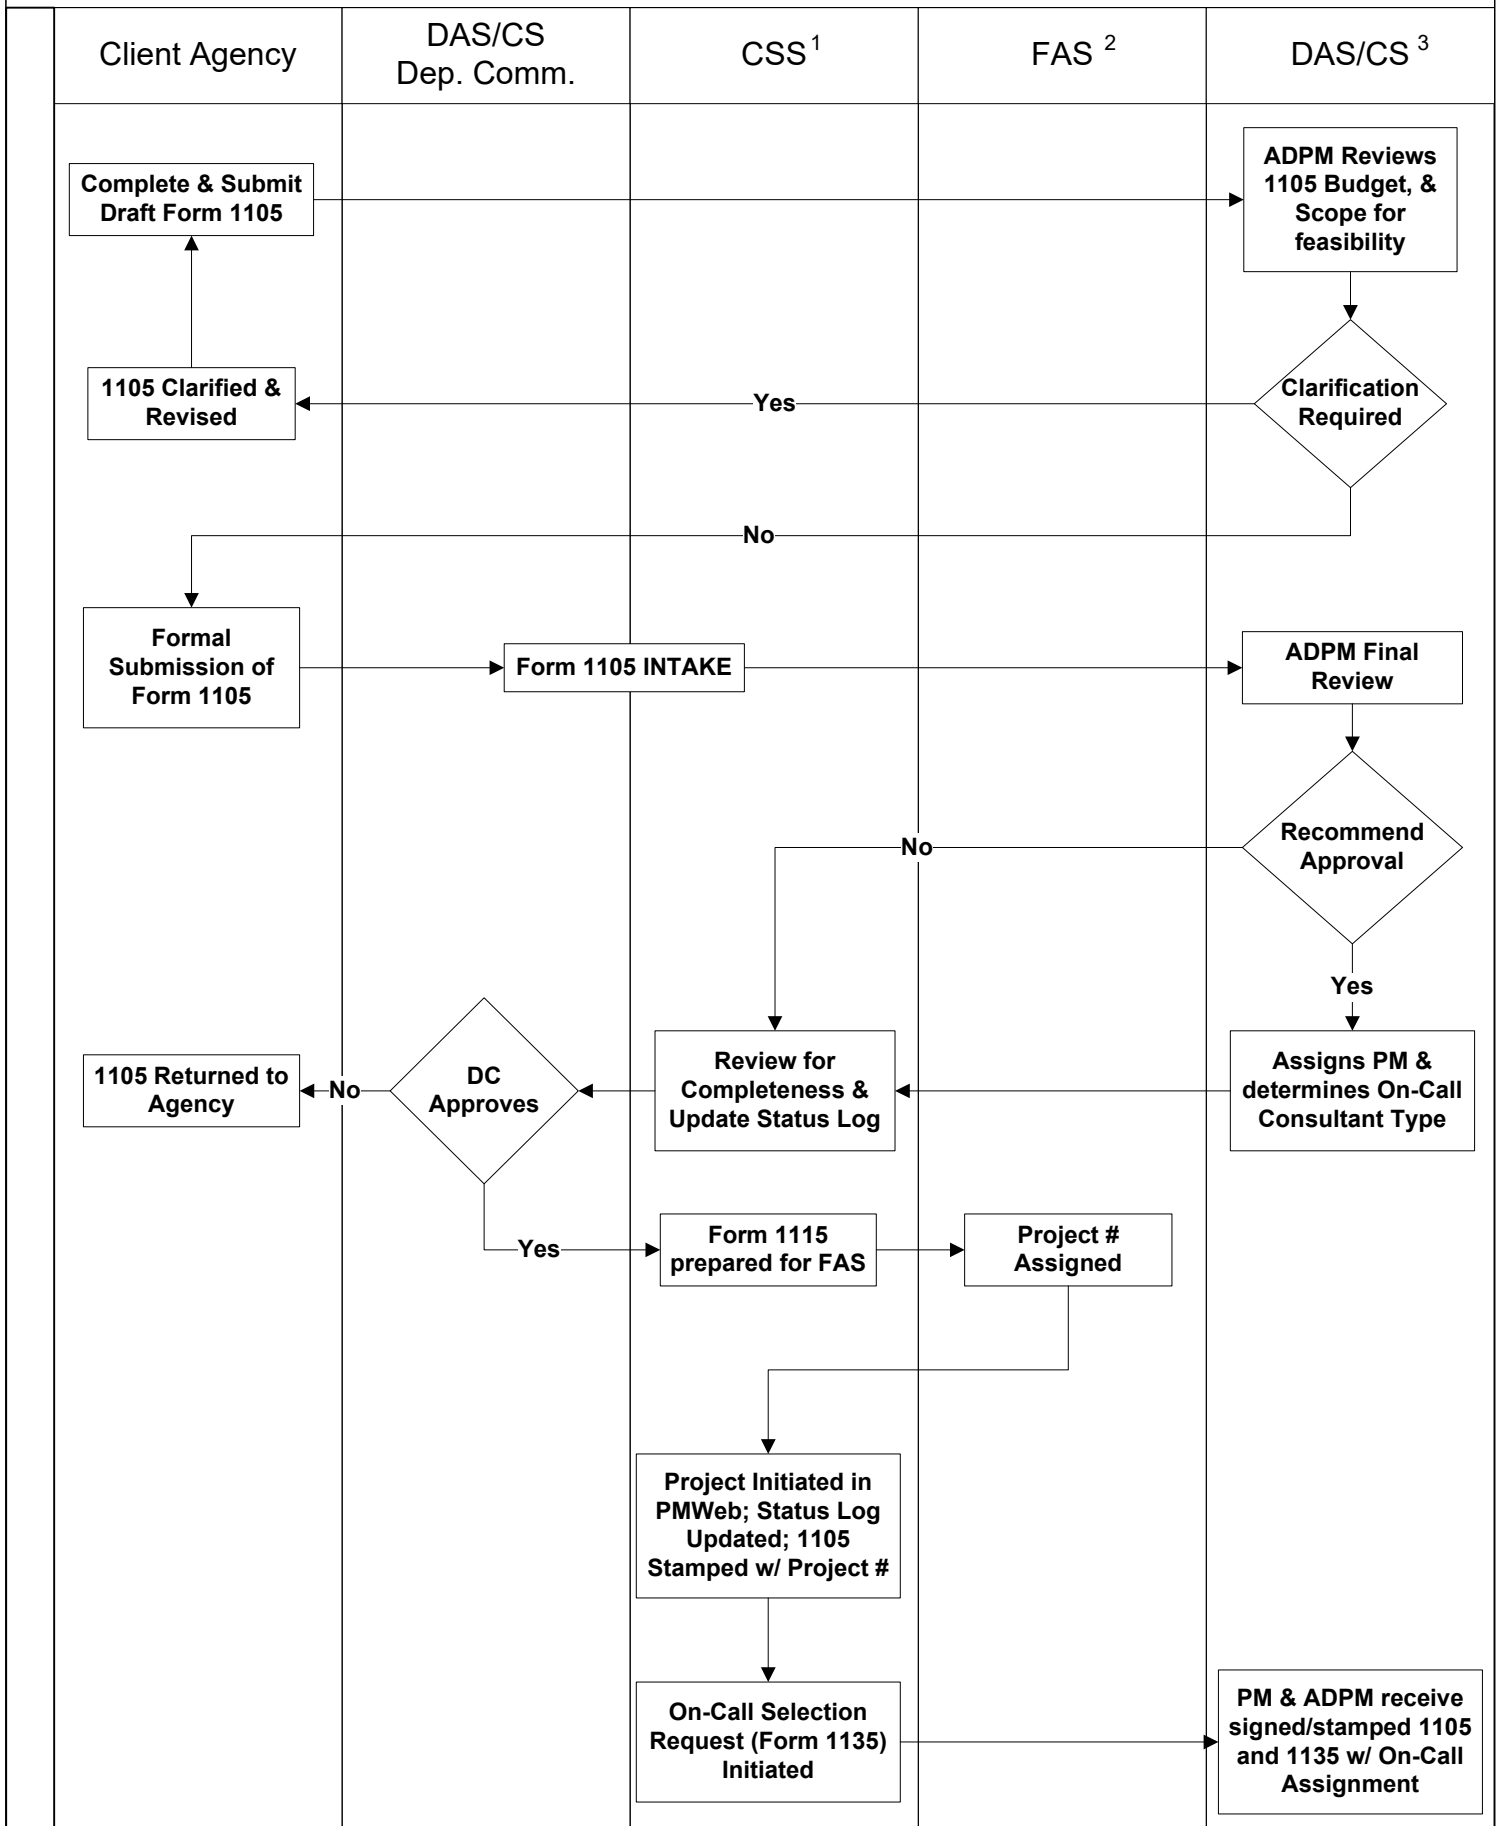 Client Agency
DAS/CS
Dep. Comm.
CSS 1
FAS 2
DAS/CS 3
Complete & Submit
Draft Form 1105
ADPM Reviews
1105 Budget, &
Scope for
feasibility
1105 Clarified &
Revised
Yes
Clarification
Required
No
Formal
Submission of
Form 1105
Form 1105 INTAKE
ADPM Final
Review
No
Recommend
Approval
Yes
1105 Returned to
Agency
No
DC
Approves
Review for
Completeness &
Update Status Log
Assigns PM &
determines On-Call
Consultant Type
Yes
Form 1115
prepared for FAS
Project #
Assigned
Project Initiated in
PMWeb; Status Log
Updated; 1105
Stamped w/ Project #
On-Call Selection
Request (Form 1135)
Initiated
PM & ADPM receive
signed/stamped 1105
and 1135 w/ On-Call
Assignment